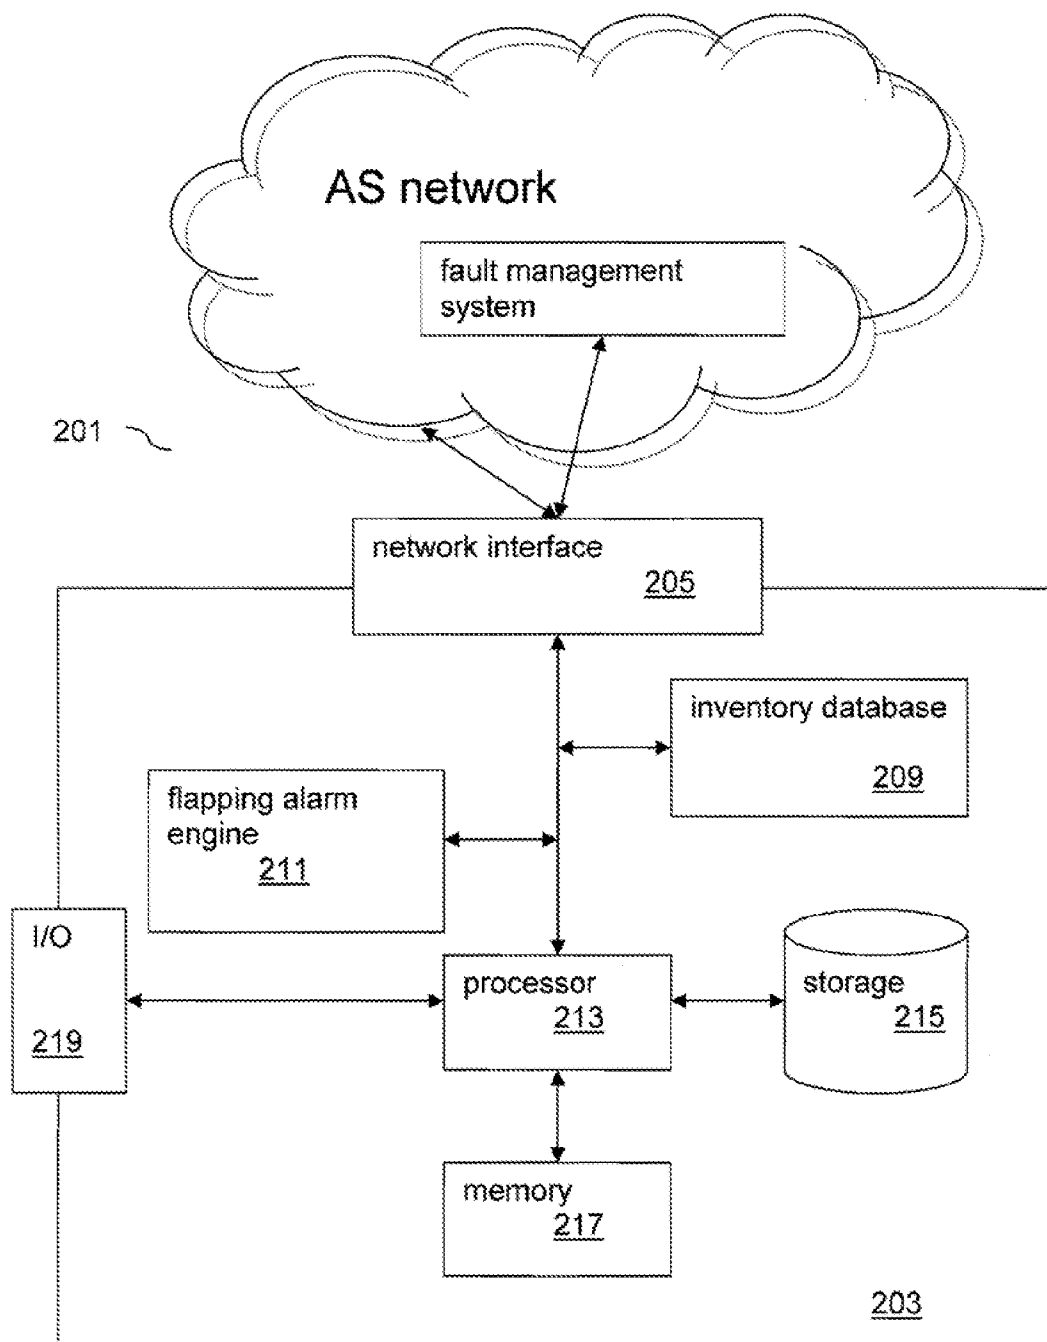 AS network
fault management
system
201
network interface
205
inventory database
209
flapping alarm
engine
211
I/O
219
processor
213
storage
215
memory
217
203